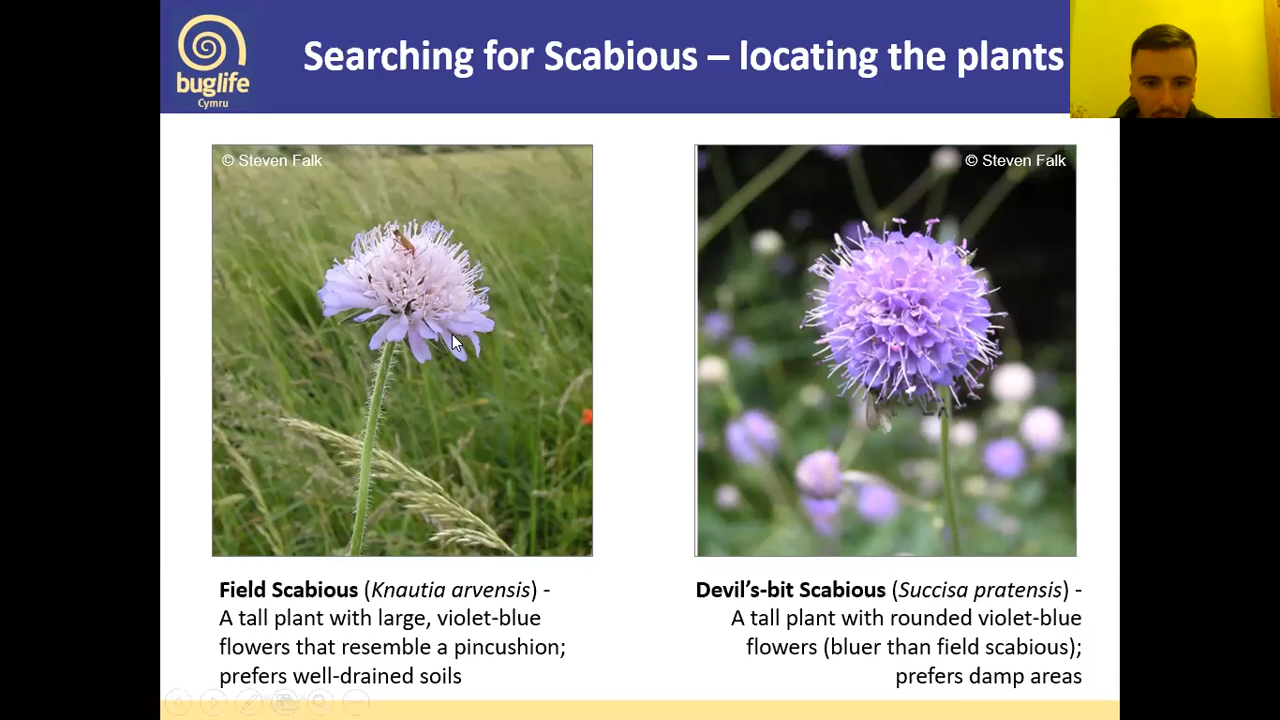 buglife
Cymru
Searching for Scabious – locating the plants
© Steven Falk
© Steven Falk
Field Scabious (Knautia arvensis) -
A tall plant with large, violet-blue
flowers that resemble a pincushion;
prefers well-drained soils
Devil’s-bit Scabious (Succisa pratensis) -
A tall plant with rounded violet-blue
flowers (bluer than field scabious);
prefers damp areas